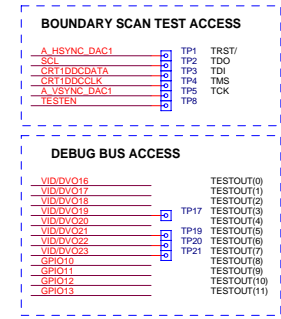 BOUNDARY SCAN TEST ACCESS
A_HSYNC_DAC1 TP1 TRST/
SCL TP2 TDO
CRT1DDCDATA TP3 TDI
CRT1DDCCLK TP4 TMS
A_VSYNC_DAC1 TP5 TCK
TESTEN TP8
DEBUG BUS ACCESS
VID/DVO16 TESTOUT(0)
VID/DVO17 TESTOUT(1)
VID/DVO18 TESTOUT(2)
VID/DVO19 TP17 TESTOUT(3)
VID/DVO20 TESTOUT(4)
VID/DVO21 TP19 TESTOUT(5)
VID/DVO22 TP20 TESTOUT(6)
VID/DVO23 TP21 TESTOUT(7)
GPIO10 TESTOUT(8)
GPIO11 TESTOUT(9)
GPIO12 TESTOUT(10)
GPIO13 TESTOUT(11)